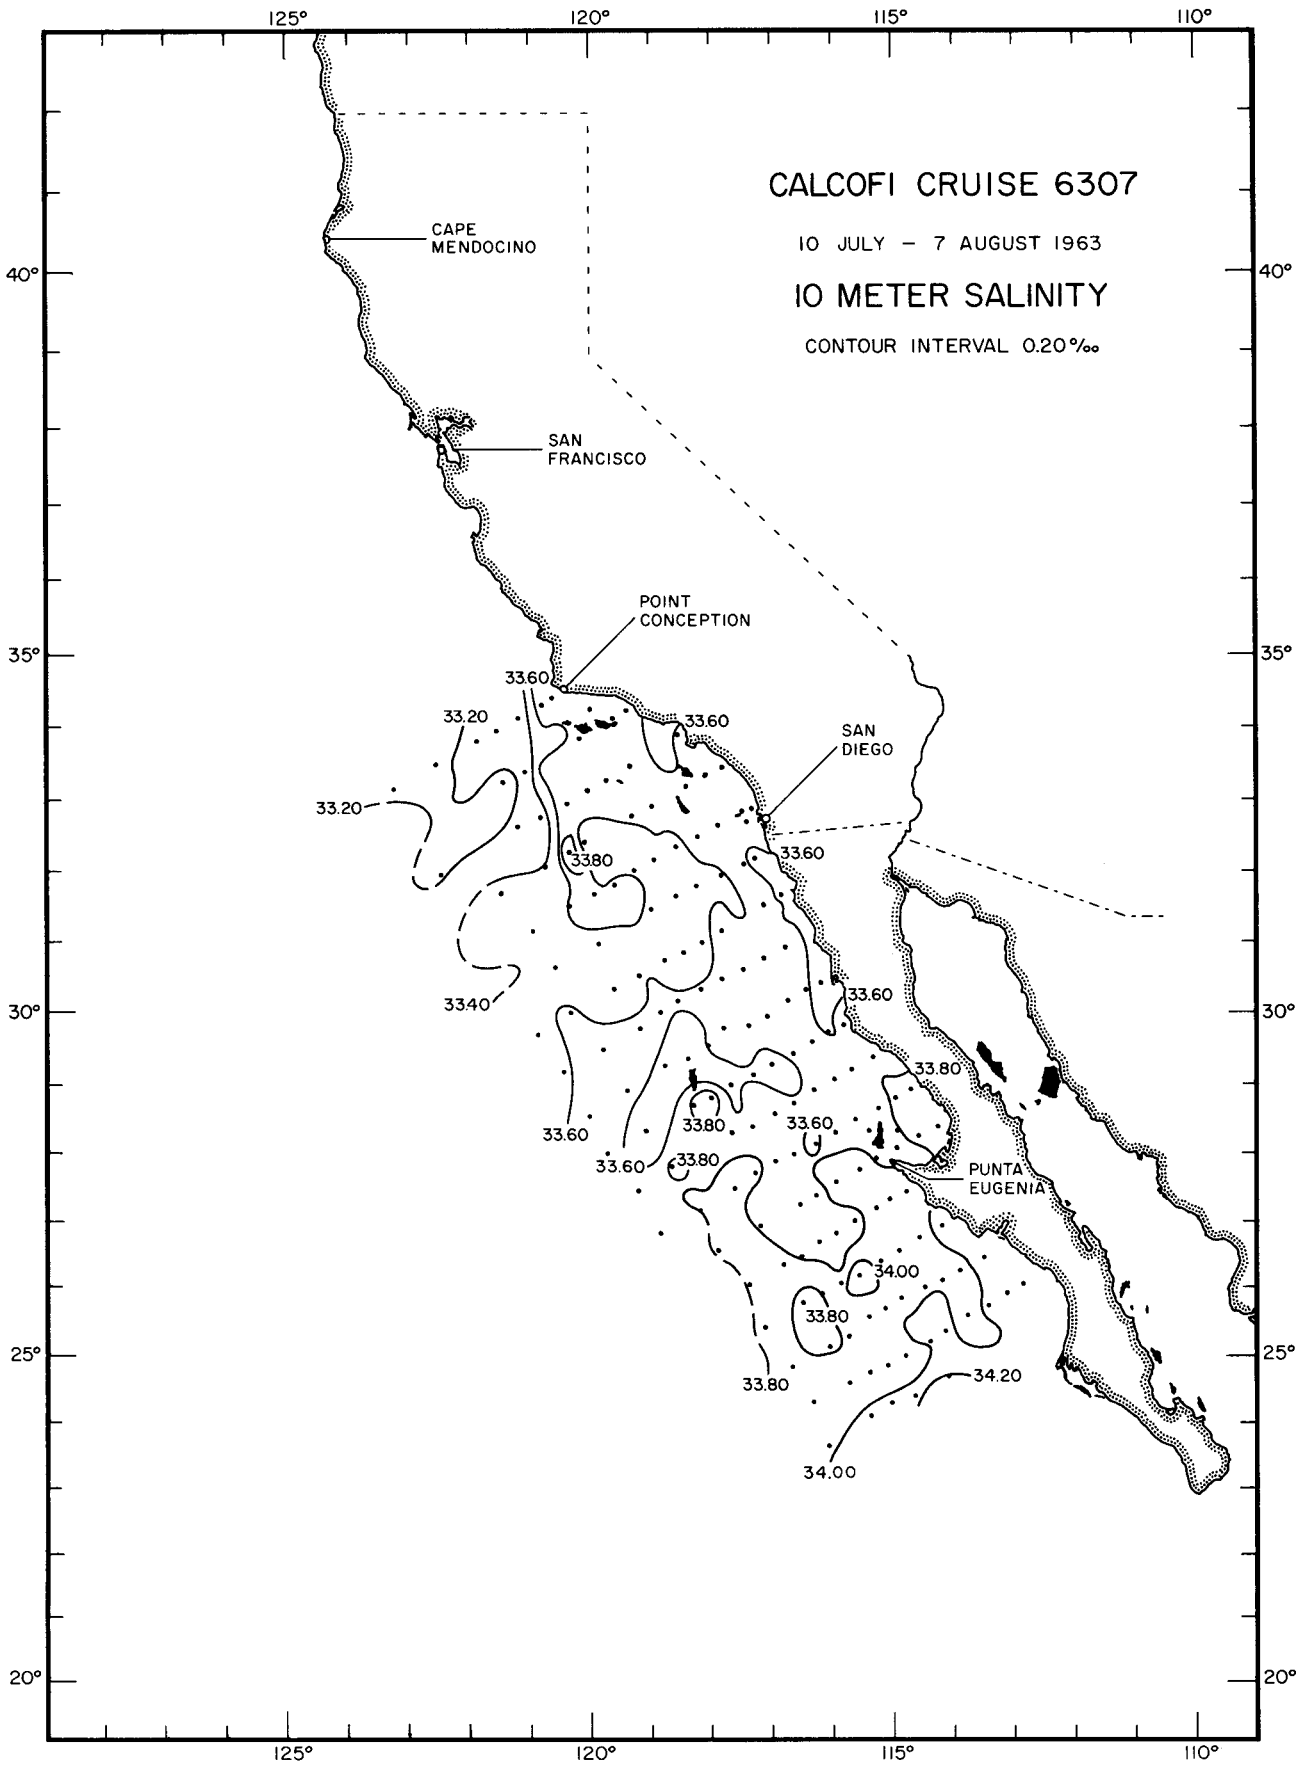 125° 120° 115° 110°
CALCOFI CRUISE 6307
10 JULY – 7 AUGUST 1963
10 METER SALINITY
CONTOUR INTERVAL 0.20‰
CAPE
MENDOCINO
40° 40°
SAN
FRANCISCO
POINT
CONCEPTION
35° 35°
33.60
33.20
33.60
SAN
DIEGO
33.20
33.60
33.80
33.60
33.40
30° 30°
33.80
33.80
33.60
33.60
33.80
33.60
PUNTA
EUGENIA
34.00
33.80
25° 25°
33.80
34.20
34.00
20° 20°
125° 120° 115° 110°